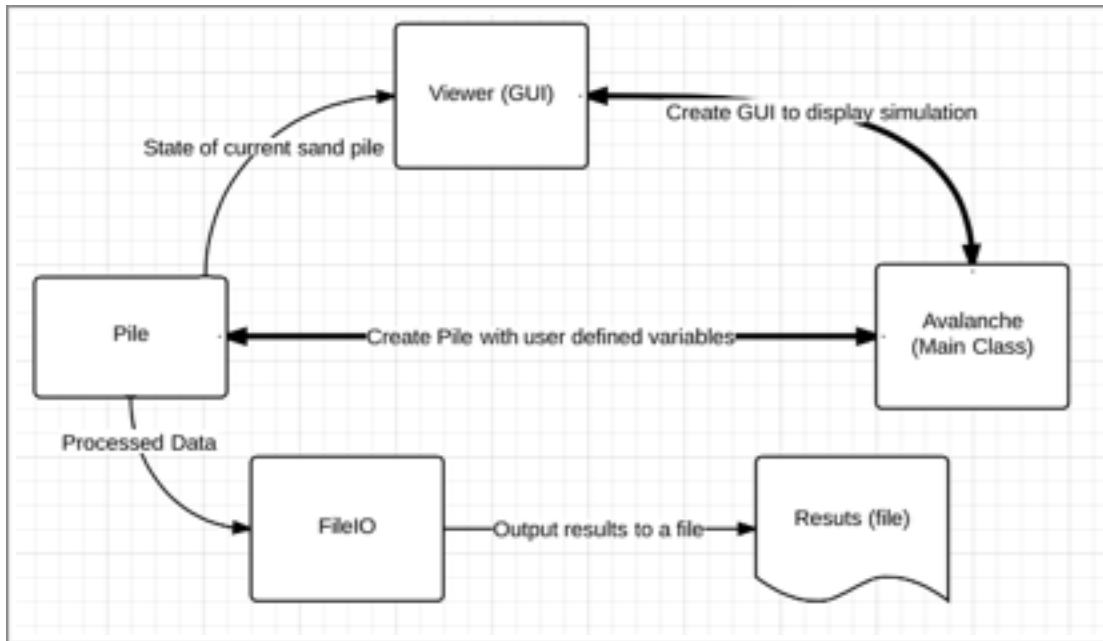 Viewer (GUI)
Create GUI to display simulation
State of current sand pile
Pile
Create Pile with user defined variables
Avalanche
(Main Class)
Processed Data
FileIO
Output results to a file
Resuts (file)